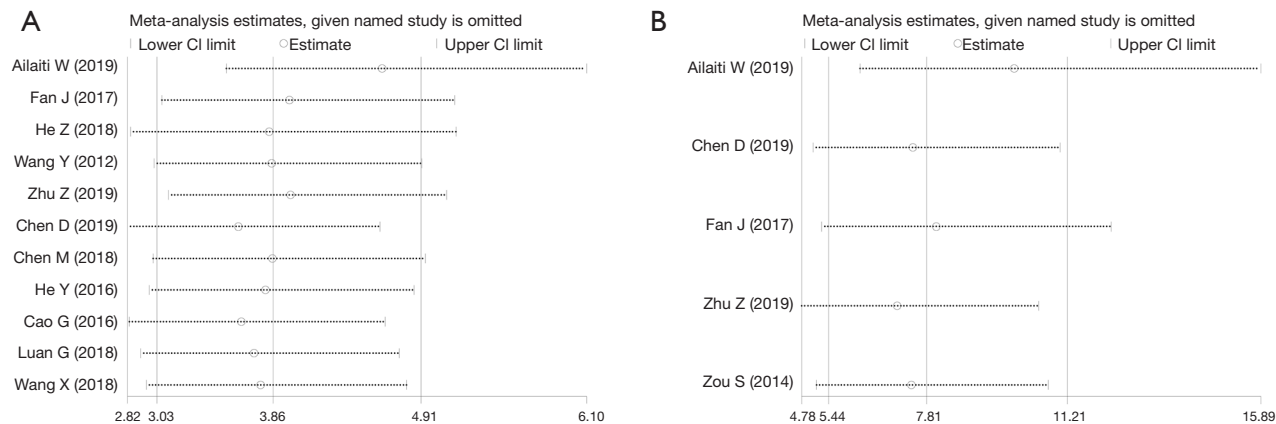 A
Meta-analysis estimates, given named study is omitted
Lower CI limit Estimate Upper CI limit
Ailaiti W (2019)
Fan J (2017)
He Z (2018)
Wang Y (2012)
Zhu Z (2019)
Chen D (2019)
Chen M (2018)
He Y (2016)
Cao G (2016)
Luan G (2018)
Wang X (2018)
2.82 3.03 3.86 4.91 6.10
B
Meta-analysis estimates, given named study is omitted
Lower CI limit Estimate Upper CI limit
Ailaiti W (2019)
Chen D (2019)
Fan J (2017)
Zhu Z (2019)
Zou S (2014)
4.78 5.44 7.81 11.21 15.89